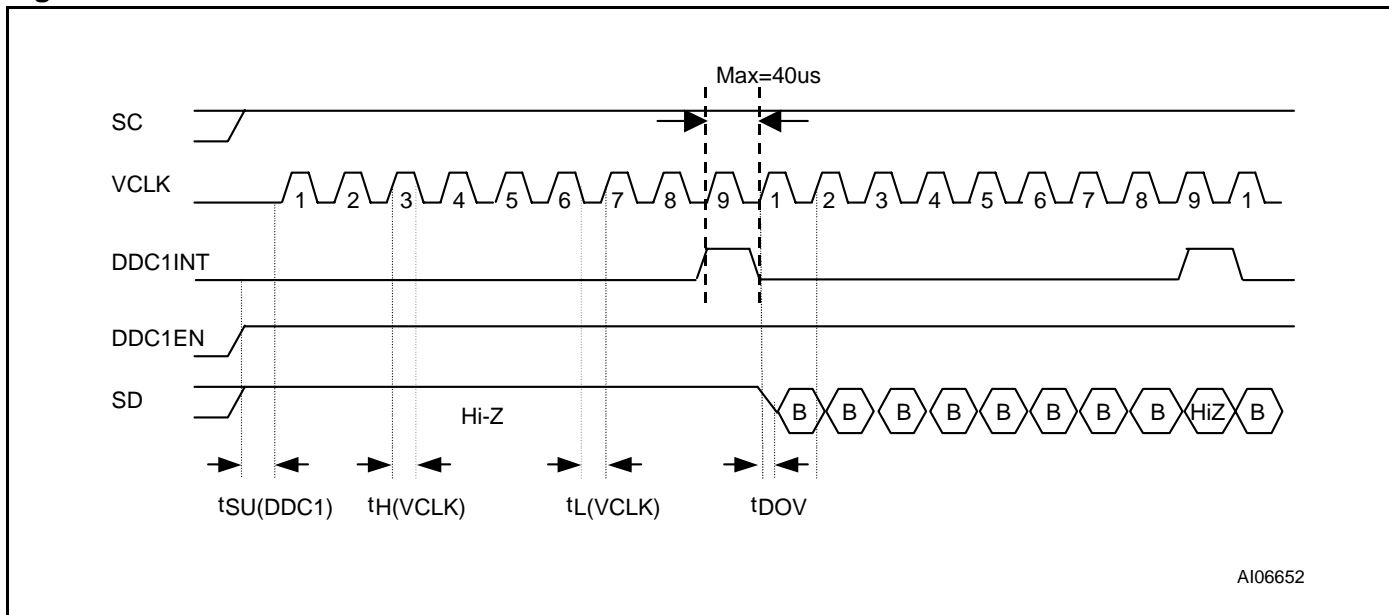 Max=40us
SC
VCLK
1 2 3 4 5 6 7 8 9 1 2 3 4 5 6 7 8 9 1
DDC1INT
DDC1EN
SD
Hi-Z
B B B B B B B B HiZ B
tSU(DDC1) tH(VCLK) tL(VCLK) tDOV
AI06652